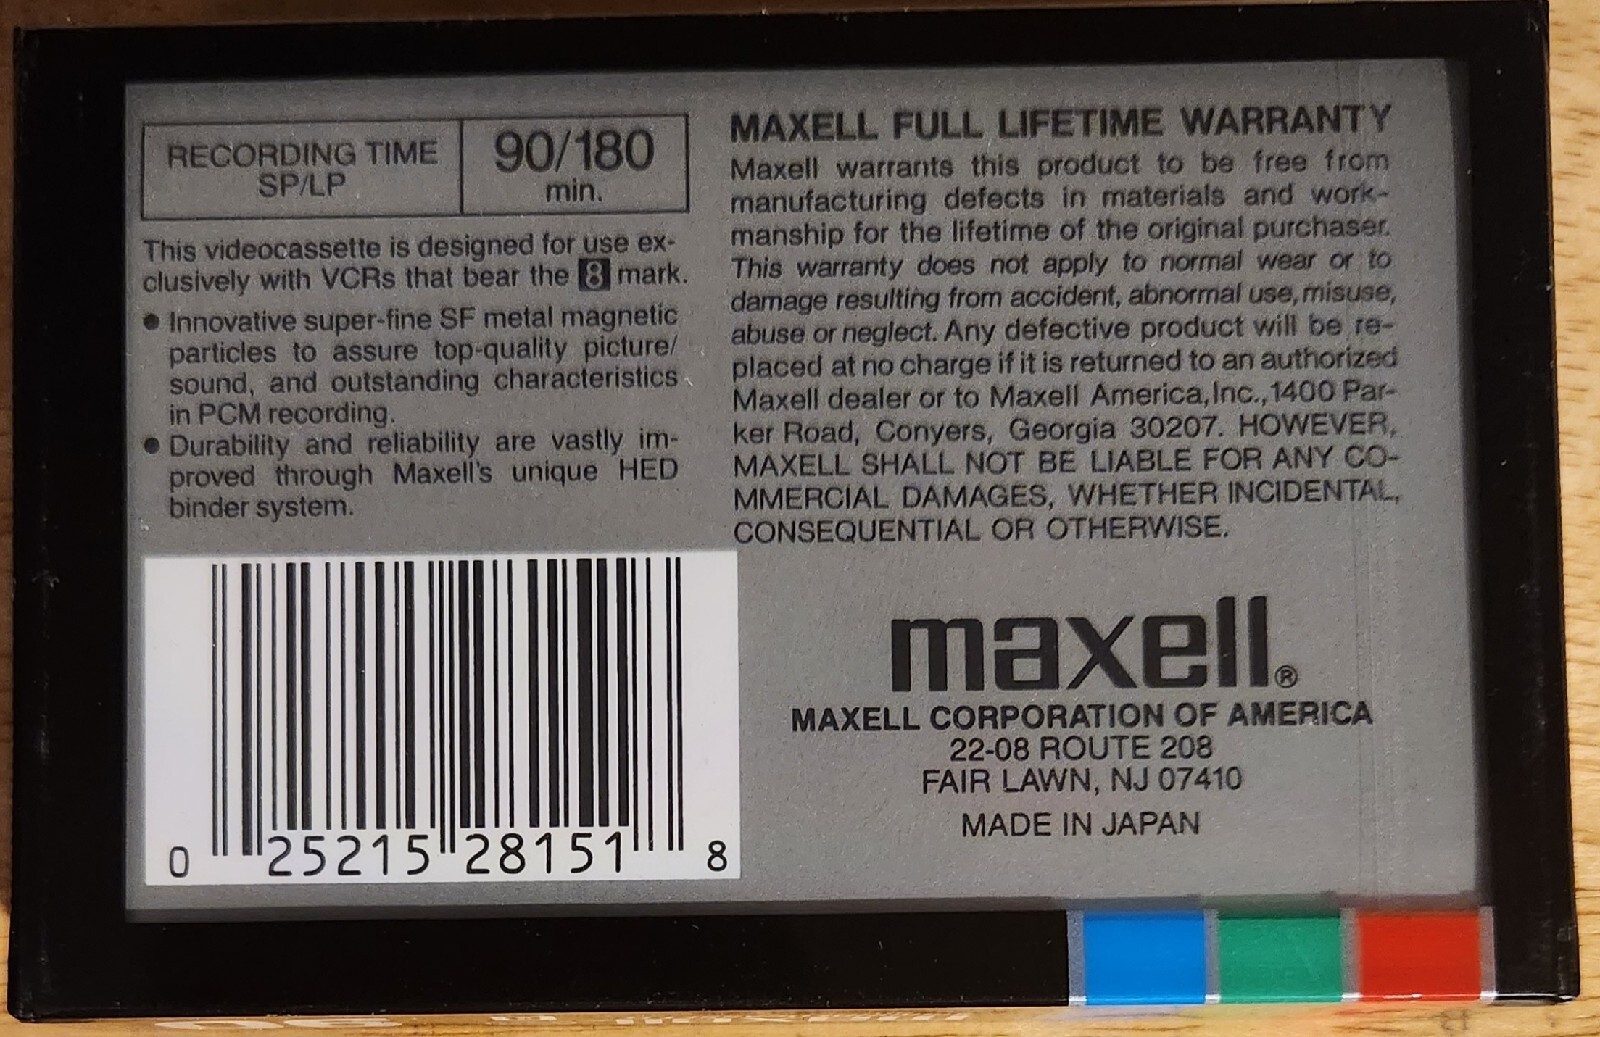 RECORDING TIME
SP/LP
90/180
min.
This videocassette is designed for use ex-
clusively with VCRs that bear the 8 mark.
● Innovative super-fine SF metal magnetic
particles to assure top-quality picture/
sound, and outstanding characteristics
in PCM recording.
● Durability and reliability are vastly im-
proved through Maxell's unique HED
binder system.
0 25215 28151 8
MAXELL FULL LIFETIME WARRANTY
Maxell warrants this product to be free from
manufacturing defects in materials and work-
manship for the lifetime of the original purchaser.
This warranty does not apply to normal wear or to
damage resulting from accident, abnormal use, misuse,
abuse or neglect. Any defective product will be re-
placed at no charge if it is returned to an authorized
Maxell dealer or to Maxell America, Inc., 1400 Par-
ker Road, Conyers, Georgia 30207. HOWEVER,
MAXELL SHALL NOT BE LIABLE FOR ANY CO-
MMERCIAL DAMAGES, WHETHER INCIDENTAL,
CONSEQUENTIAL OR OTHERWISE.
maxell®
MAXELL CORPORATION OF AMERICA
22-08 ROUTE 208
FAIR LAWN, NJ 07410
MADE IN JAPAN